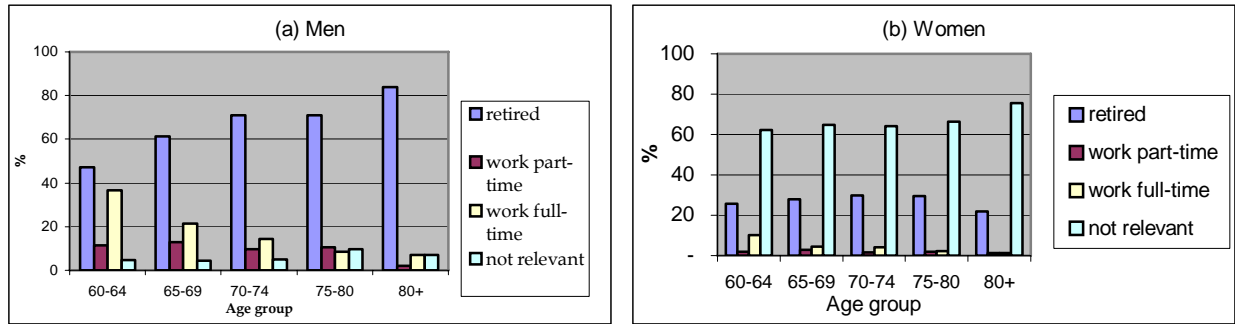 (a) Men
100
80
60
40
20
0
%
60-64 65-69 70-74 75-80 80+
Age group
retired
work part-
time
work full-
time
not relevant
(b) Women
100
80
60
40
20
-
%
60-64 65-69 70-74 75-80 80+
Age group
retired
work part-time
work full-time
not relevant